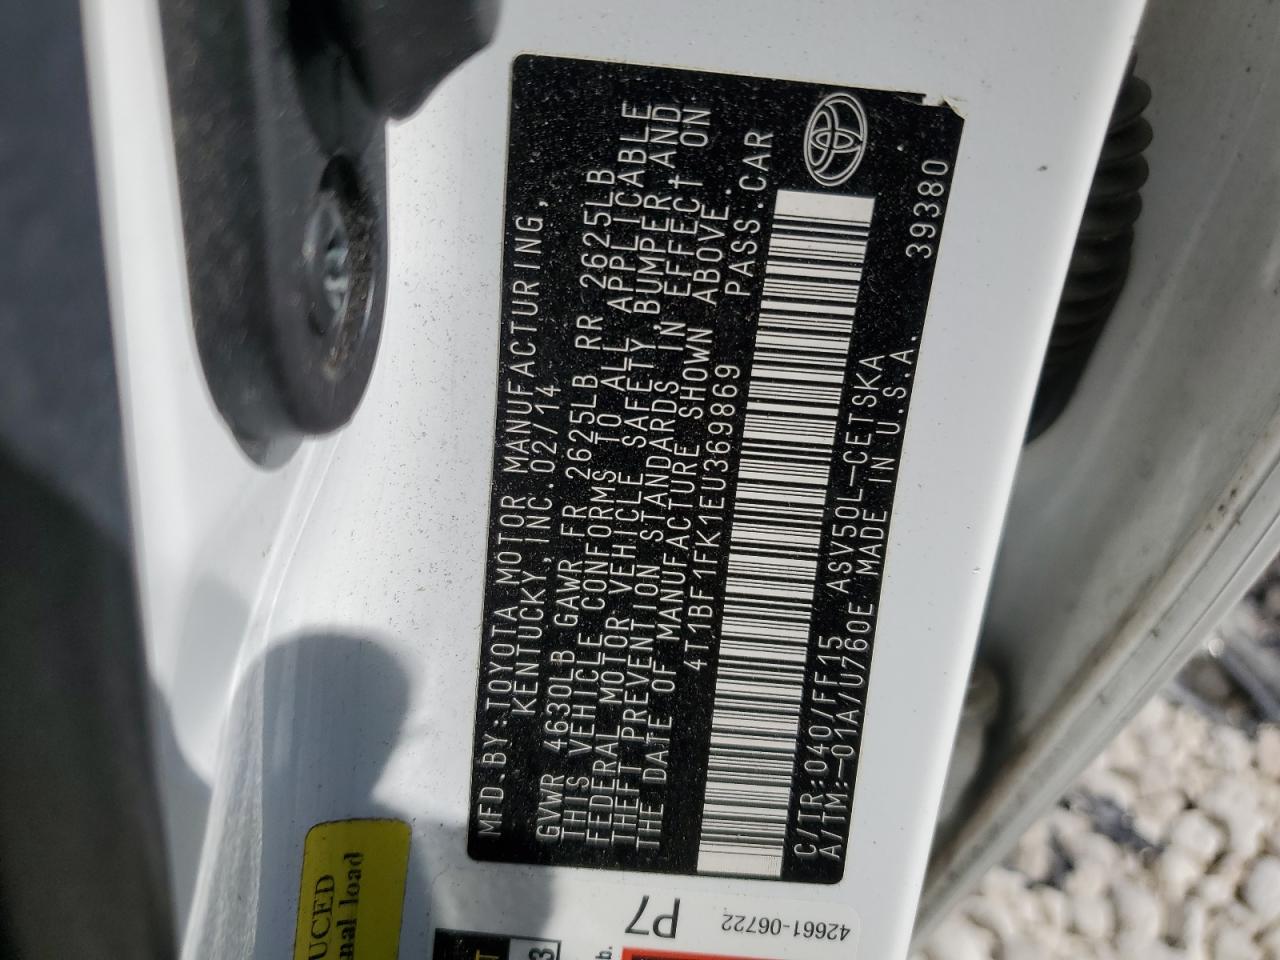 MFD.BY:TOYOTA MOTOR MANUFACTURING,
KENTUCKY, INC. 02/14
GVWR 4630LB GAWR FR 2625LB RR 2625LB
THIS VEHICLE CONFORMS TO ALL APPLICABLE
FEDERAL MOTOR VEHICLE SAFETY, BUMPER, AND
THEFT PREVENTION STANDARDS IN EFFECT ON
THE DATE OF MANUFACTURE SHOWN ABOVE.
4T1BF1FK1EU369869 PASS.CAR
C/TR:040/FF15 ASV50L-CETSKA
A/TM:-01A/U760E MADE IN U.S.A. 39380
42661-06722
P7
UCED
nal load
3
b.